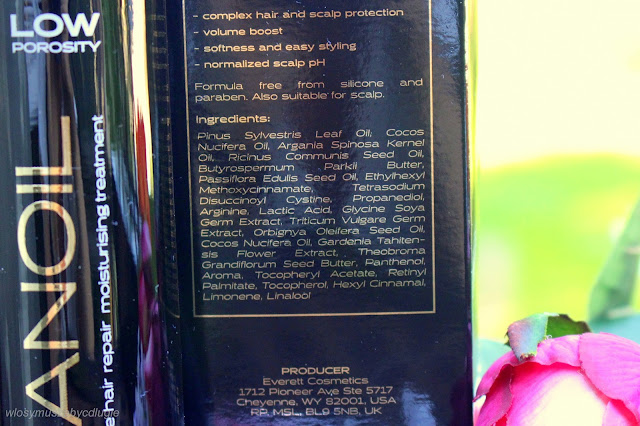 LOW
POROSITY
ANOIL
hair repair moisturising treatment
- complex hair and scalp protection
- volume boost
- softness and easy styling
- normalized scalp pH
Formula free from silicone and
paraben. Also suitable for scalp.
Ingredients:
Pinus Sylvestris Leaf Oil, Cocos
Nucifera Oil, Argania Spinosa Kernel
Oil, Ricinus Communis Seed Oil,
Butyrospermum Parkii Butter,
Passiflora Edulis Seed Oil, Ethylhexyl
Methoxycinnamate, Tetrasodium
Disuccinoyl Cystine, Propanediol,
Arginine, Lactic Acid, Glycine Soya
Germ Extract, Triticum Vulgare Germ
Extract, Orbignya Oleifera Seed Oil,
Cocos Nucifera Oil, Gardenia Tahiten-
sis Flower Extract, Theobroma
Grandiflorum Seed Butter, Panthenol,
Aroma, Tocopheryl Acetate, Retinyl
Palmitate, Tocopherol, Hexyl Cinnamal,
Limonene, Linalool
PRODUCER
Everett Cosmetics
1712 Pioneer Ave Ste 5717
Cheyenne, WY 82001, USA
RP: MSL, BL9 5NB, UK